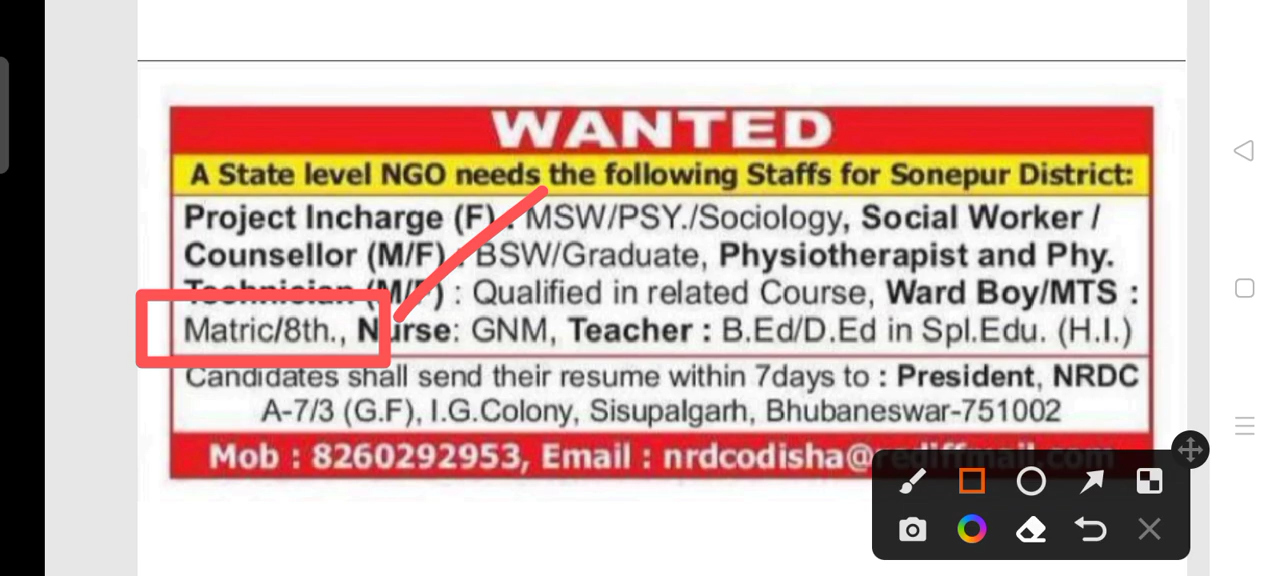 WANTED
A State level NGO needs the following Staffs for Sonepur District:
Project Incharge (F) : MSW/PSY./Sociology, Social Worker /
Counsellor (M/F) : BSW/Graduate, Physiotherapist and Phy.
Technician (M/F) : Qualified in related Course, Ward Boy/MTS :
Matric/8th., Nurse: GNM, Teacher : B.Ed/D.Ed in Spl.Edu. (H.I.)
Candidates shall send their resume within 7days to : President, NRDC
A-7/3 (G.F), I.G.Colony, Sisupalgarh, Bhubaneswar-751002
Mob : 8260292953, Email : nrdcodisha@rediffmail.com